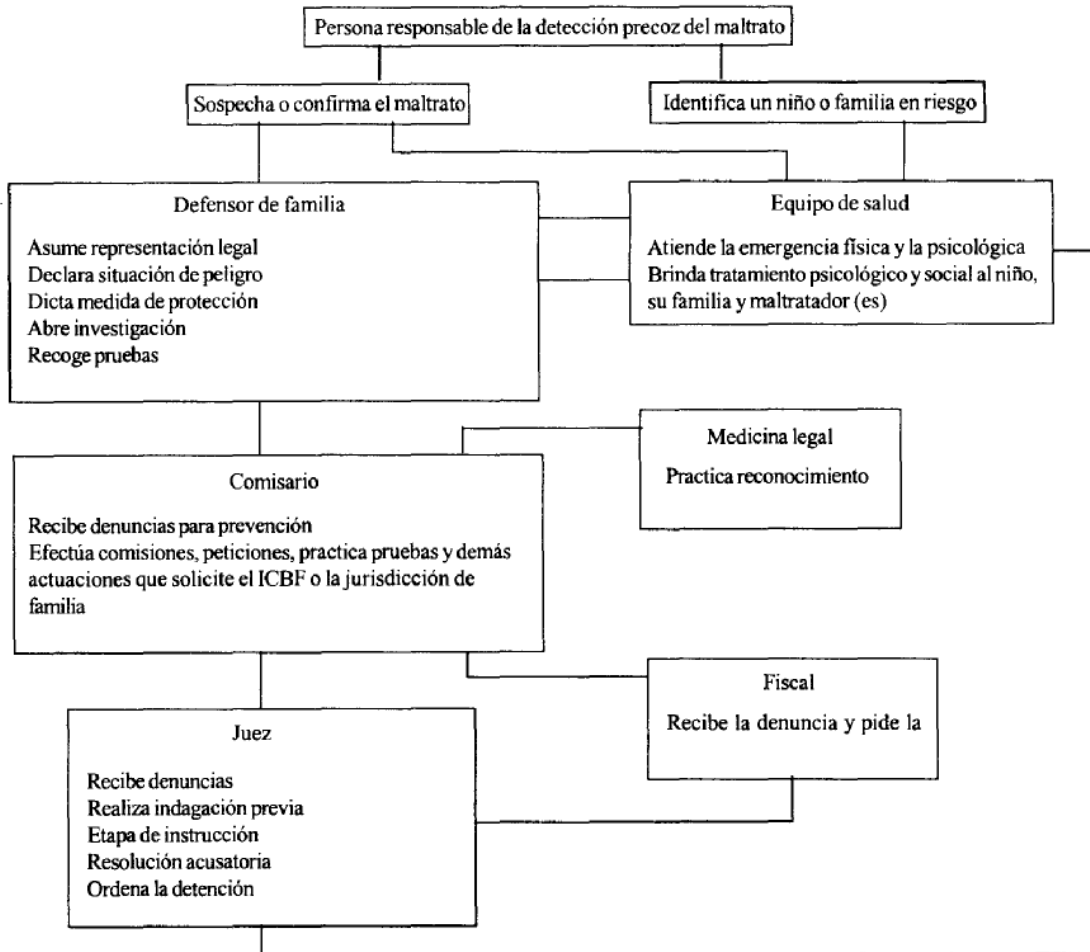 Persona responsable de la detección precoz del maltrato
Sospecha o confirma el maltrato
Identifica un niño o familia en riesgo
Defensor de familia
Asume representación legal
Declara situación de peligro
Dicta medida de protección
Abre investigación
Recoge pruebas
Equipo de salud
Atiende la emergencia física y la psicológica
Brinda tratamiento psicológico y social al niño,
su familia y maltratador (es)
Medicina legal
Practica reconocimiento
Comisario
Recibe denuncias para prevención
Efectúa comisiones, peticiones, practica pruebas y demás
actuaciones que solicite el ICBF o la jurisdicción de
familia
Fiscal
Recibe la denuncia y pide la
Juez
Recibe denuncias
Realiza indagación previa
Etapa de instrucción
Resolución acusatoria
Ordena la detención